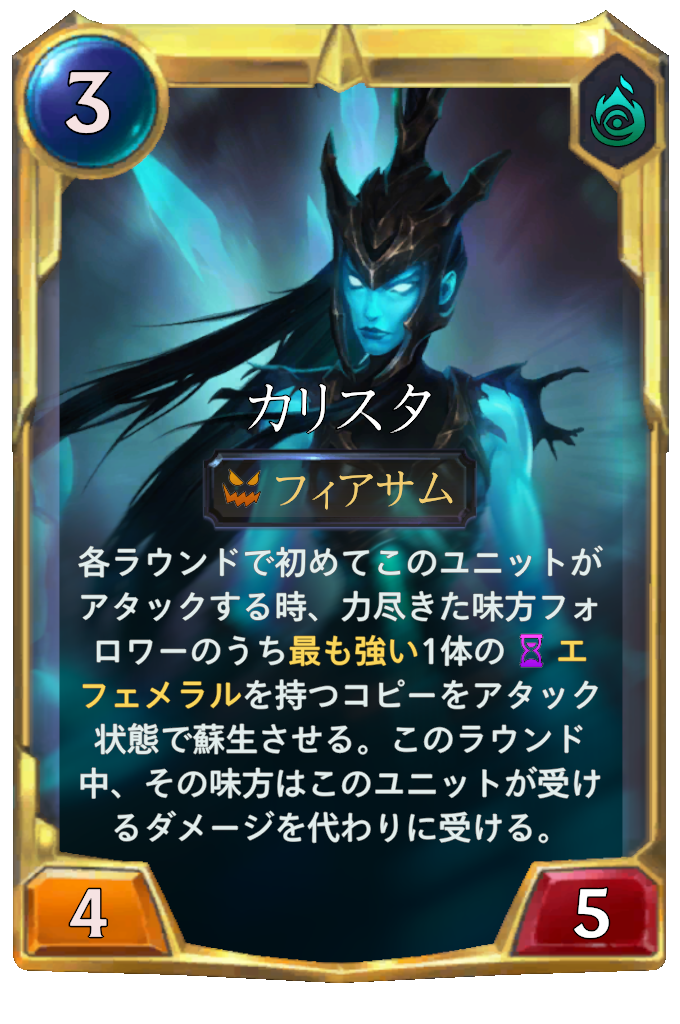 3
カリスタ
フィアサム
各ラウンドで初めてこのユニットが
アタックする時、力尽きた味方フォ
ロワーのうち最も強い1体の エ
フェメラルを持つコピーをアタック
状態で蘇生させる。このラウンド
中、その味方はこのユニットが受け
るダメージを代わりに受ける。
4
5